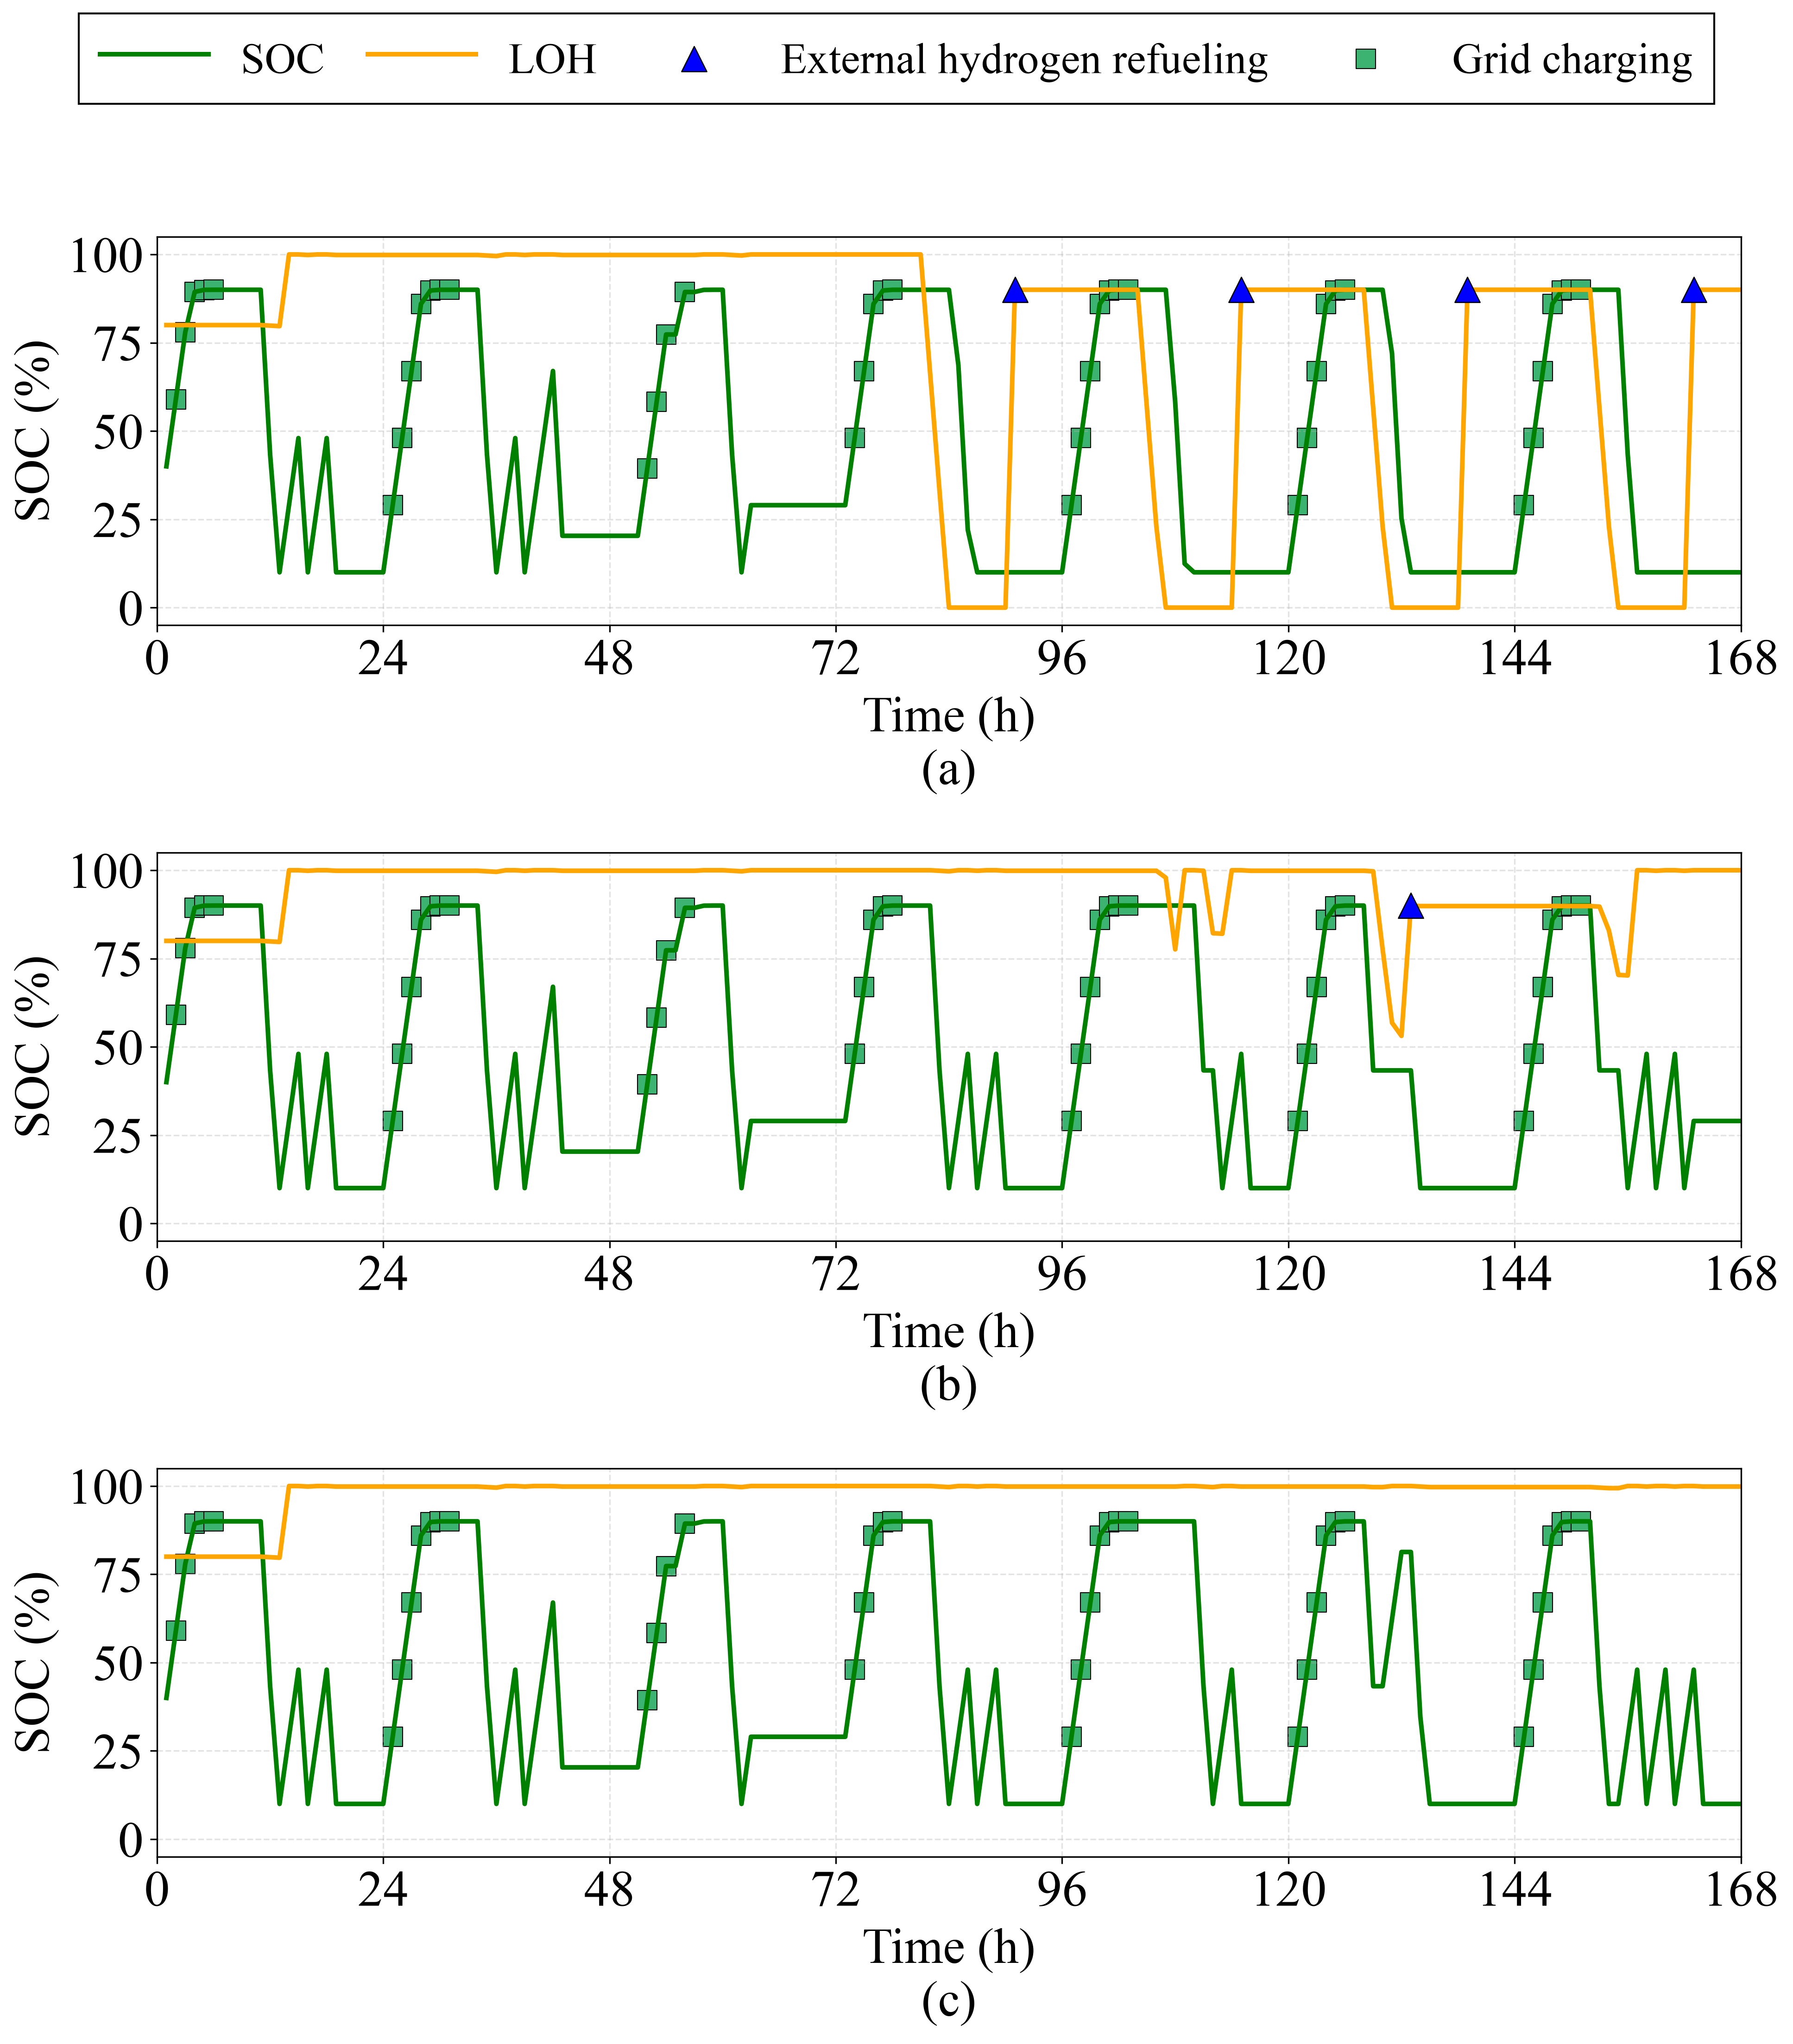 SOC LOH External hydrogen refueling Grid charging
100
75
50
25
0
SOC (%)
0 24 48 72 96 120 144 168
Time (h)
(a)
100
75
50
25
0
SOC (%)
0 24 48 72 96 120 144 168
Time (h)
(b)
100
75
50
25
0
SOC (%)
0 24 48 72 96 120 144 168
Time (h)
(c)